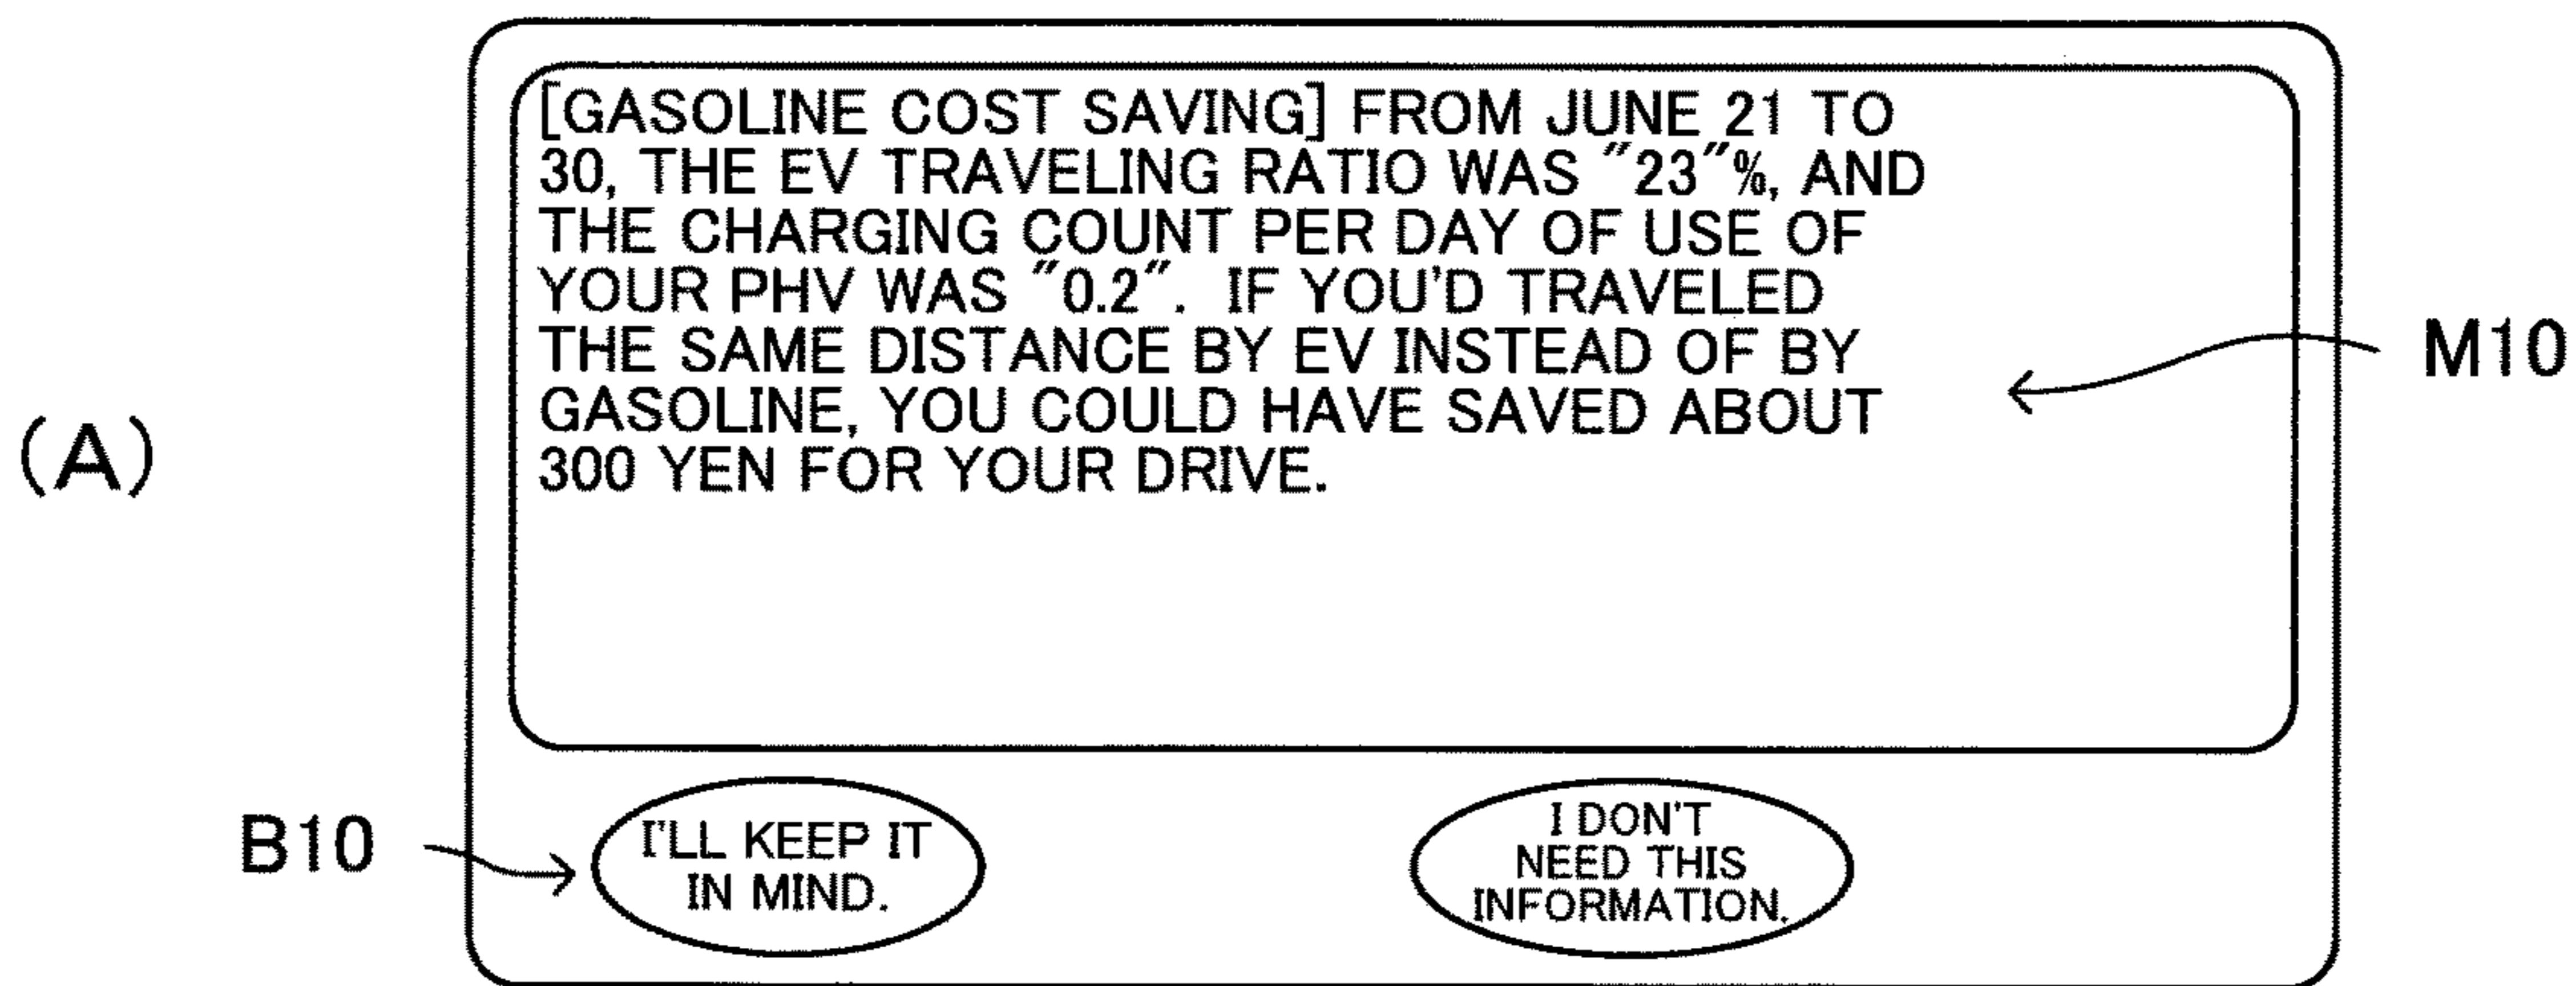 [GASOLINE COST SAVING] FROM JUNE 21 TO
30, THE EV TRAVELING RATIO WAS ″23″%, AND
THE CHARGING COUNT PER DAY OF USE OF
YOUR PHV WAS ″0.2″. IF YOU'D TRAVELED
THE SAME DISTANCE BY EV INSTEAD OF BY
GASOLINE, YOU COULD HAVE SAVED ABOUT
300 YEN FOR YOUR DRIVE.
M10
(A)
B10
I'LL KEEP IT
IN MIND.
I DON'T
NEED THIS
INFORMATION.